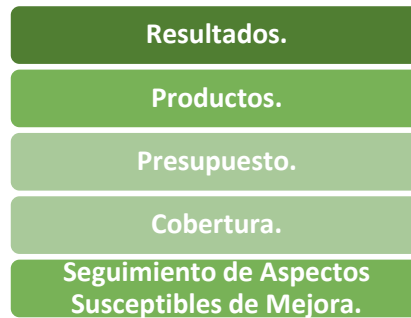 Resultados.
Productos.
Presupuesto.
Cobertura.
Seguimiento de Aspectos
Susceptibles de Mejora.